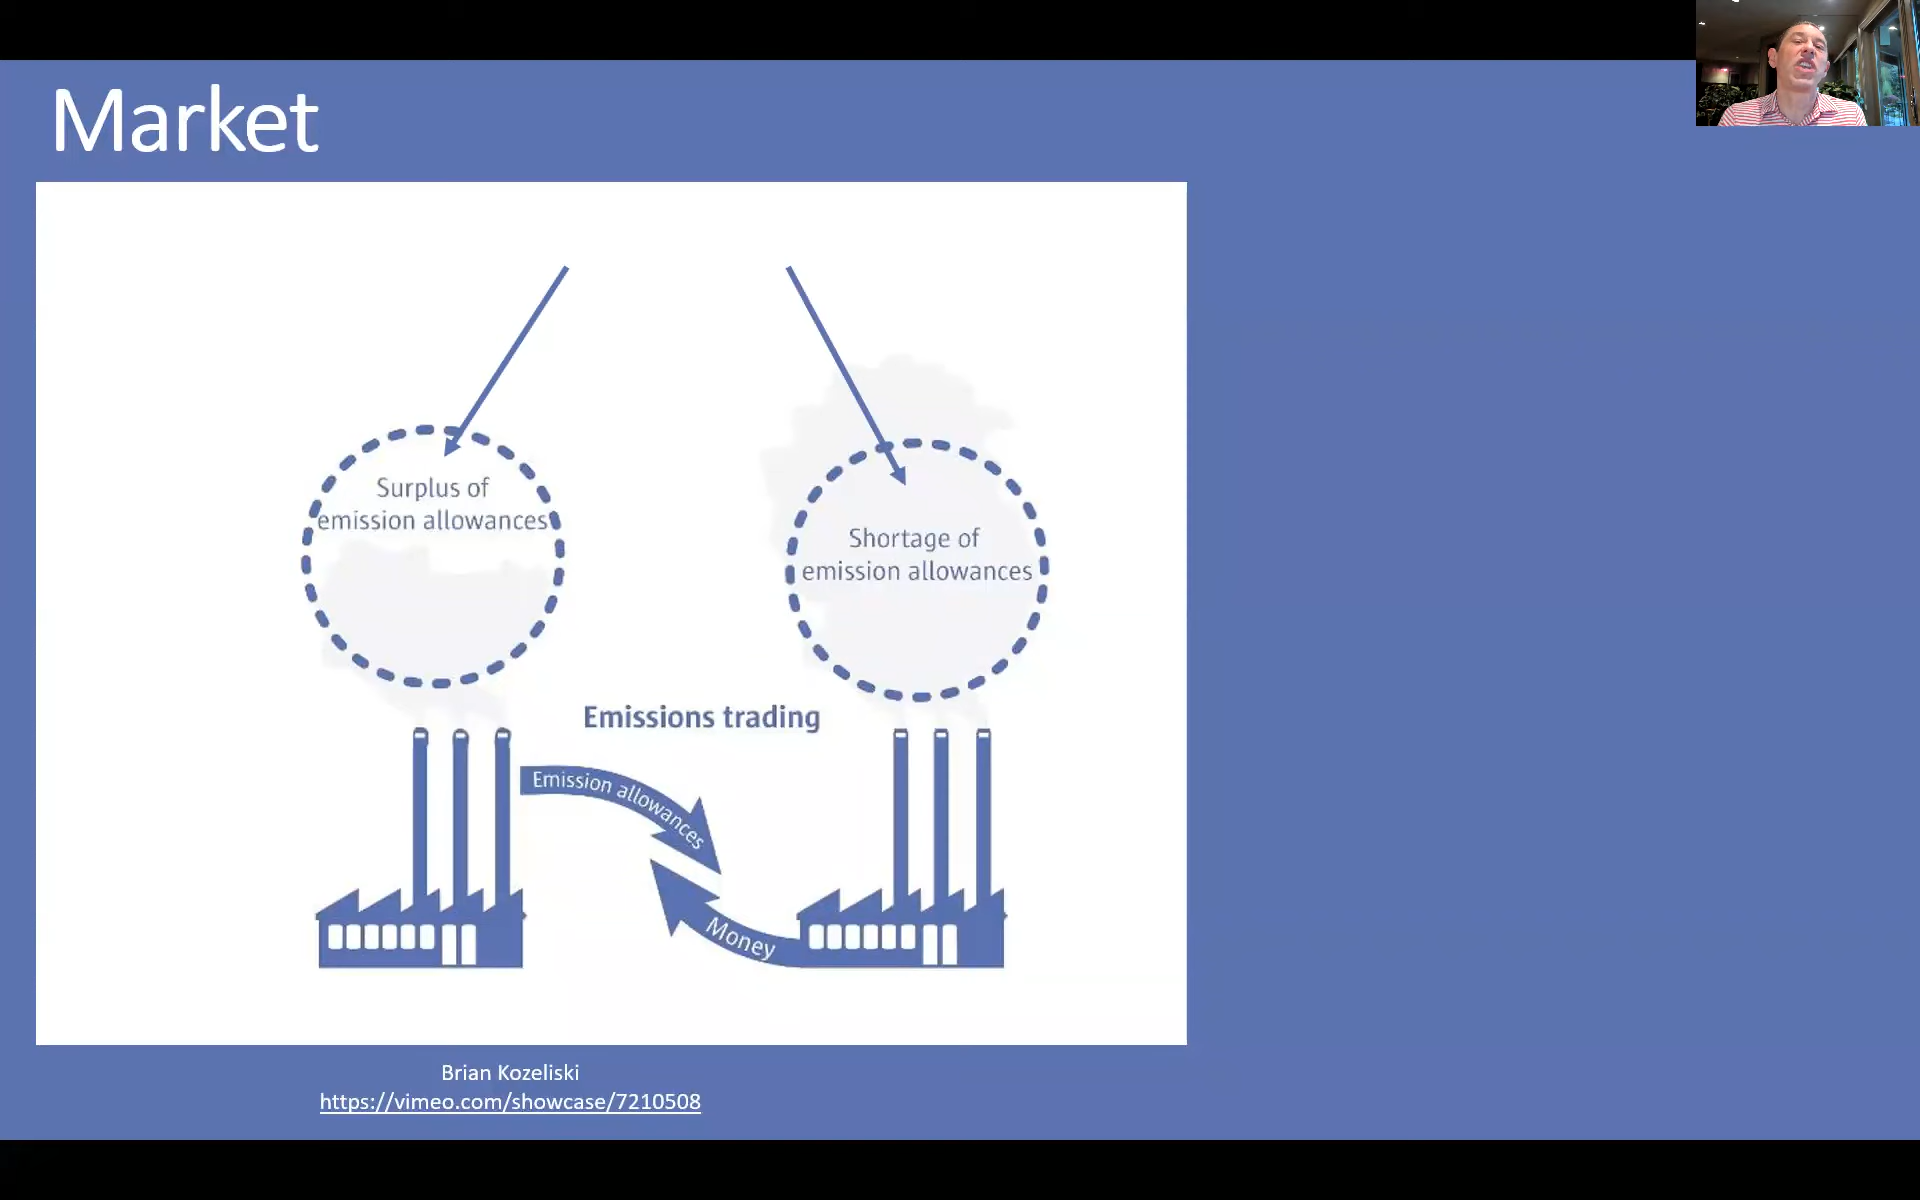 Market
Surplus of
emission allowances
Shortage of
emission allowances
Emissions trading
Emission allowances
Money
Brian Kozeliski
https://vimeo.com/showcase/7210508